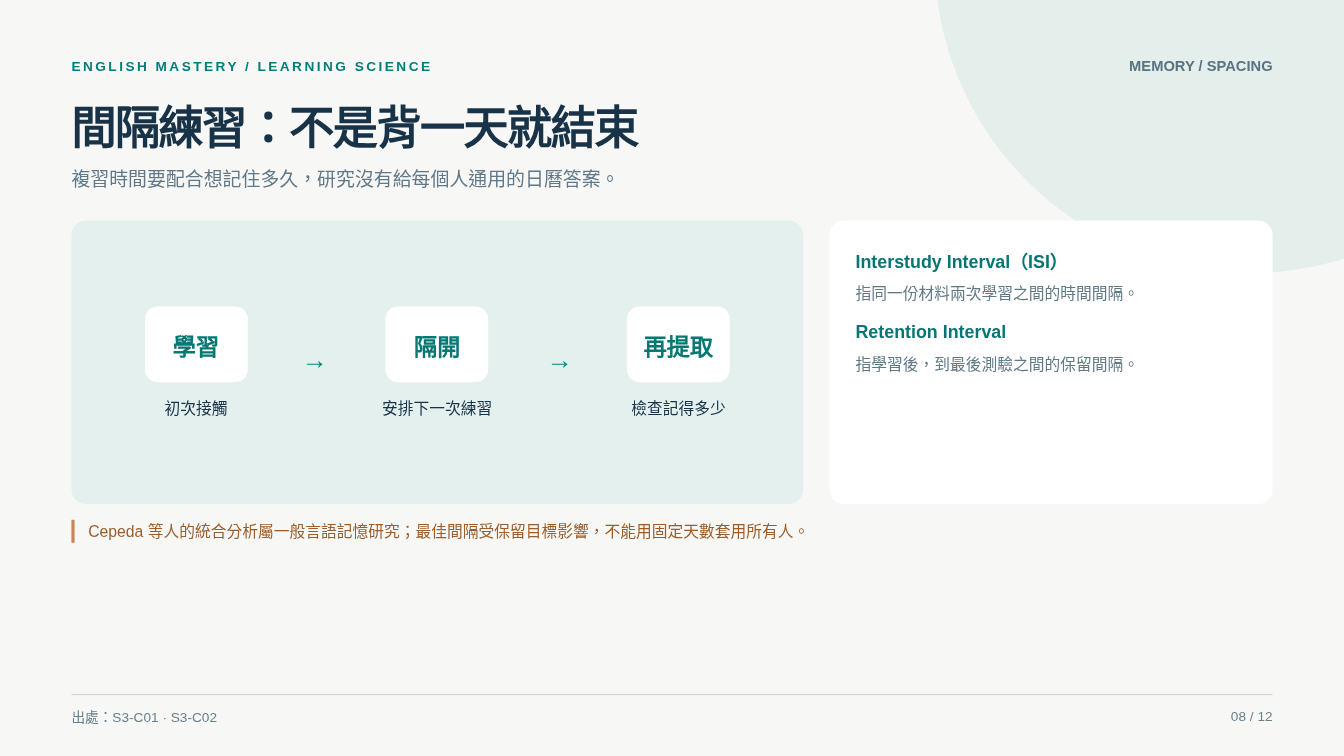 ENGLISH MASTERY / LEARNING SCIENCE
MEMORY / SPACING
間隔練習：不是背一天就結束
複習時間要配合想記住多久，研究沒有給每個人通用的日曆答案。
學習
→
隔開
→
再提取
初次接觸
安排下一次練習
檢查記得多少
Interstudy Interval（ISI）
指同一份材料兩次學習之間的時間間隔。
Retention Interval
指學習後，到最後測驗之間的保留間隔。
Cepeda 等人的統合分析屬一般言語記憶研究；最佳間隔受保留目標影響，不能用固定天數套用所有人。
出處：S3-C01 · S3-C02
08 / 12